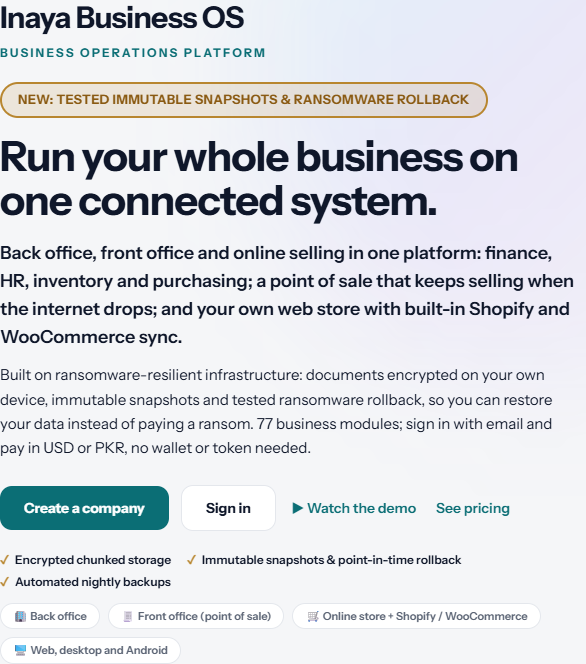 Inaya Business OS
BUSINESS OPERATIONS PLATFORM
NEW: TESTED IMMUTABLE SNAPSHOTS & RANSOMWARE ROLLBACK
Run your whole business on
one connected system.
Back office, front office and online selling in one platform: finance,
HR, inventory and purchasing; a point of sale that keeps selling when
the internet drops; and your own web store with built-in Shopify and
WooCommerce sync.
Built on ransomware-resilient infrastructure: documents encrypted on your own
device, immutable snapshots and tested ransomware rollback, so you can restore
your data instead of paying a ransom. 77 business modules; sign in with email and
pay in USD or PKR, no wallet or token needed.
Create a company Sign in ▶ Watch the demo See pricing
✓ Encrypted chunked storage ✓ Immutable snapshots & point-in-time rollback
✓ Automated nightly backups
Back office Front office (point of sale) Online store + Shopify / WooCommerce
Web, desktop and Android